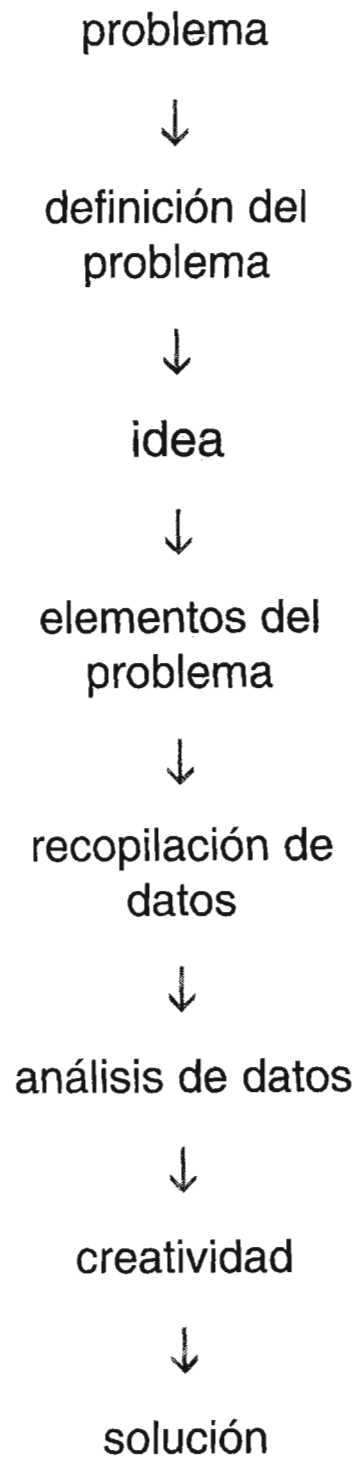 problema
↓
definición del
problema
↓
idea
↓
elementos del
problema
↓
recopilación de
datos
↓
análisis de datos
↓
creatividad
↓
solución